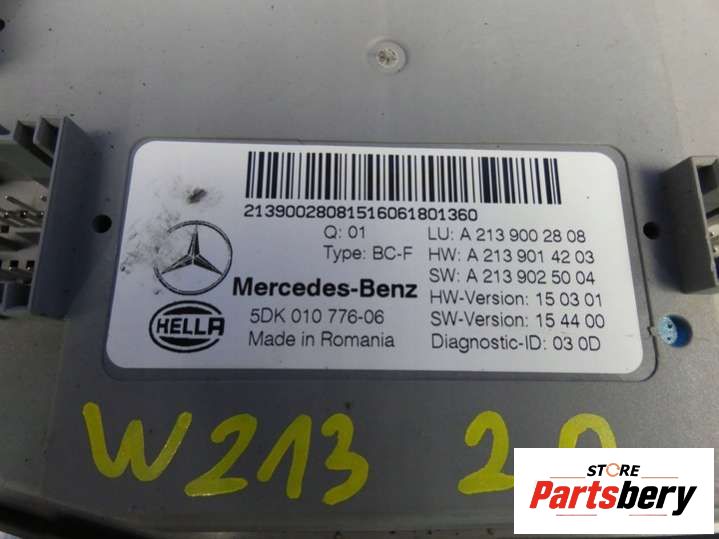 21390028081516061801360
Q: 01
Type: BC-F
LU: A 213 900 28 08
HW: A 213 901 42 03
SW: A 213 902 50 04
HW-Version: 15 03 01
SW-Version: 15 44 00
Diagnostic-ID: 03 0D
Mercedes-Benz
HELLA
5DK 010 776-06
Made in Romania
W213
STORE
Partsbery